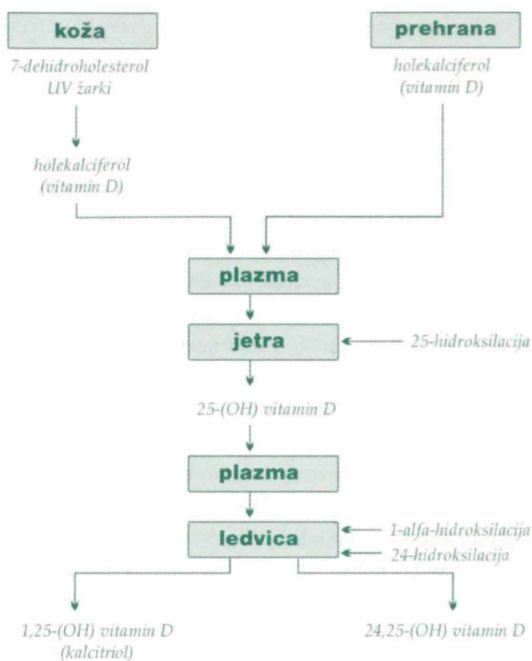 koža
prehrana
7-dehidroholesterol
UV žarki
holekalciferol
(vitamin D)
holekalciferol
(vitamin D)
plazma
jetra
25-hidroksilacija
25-(OH) vitamin D
plazma
ledvica
1-alfa-hidroksilacija
24-hidroksilacija
1,25-(OH) vitamin D
(kalcitriol)
24,25-(OH) vitamin D